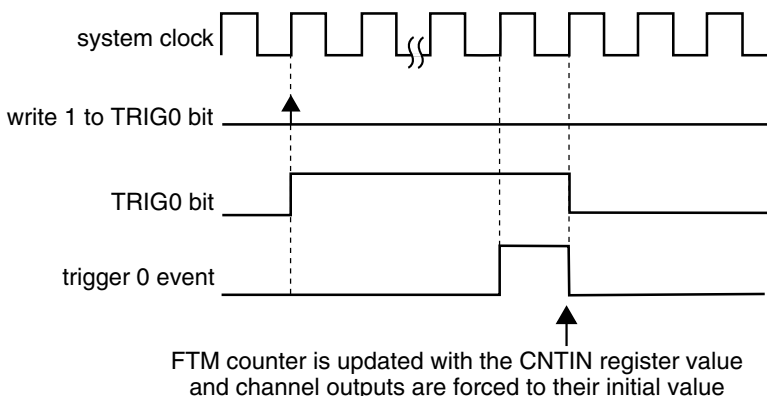 system clock
write 1 to TRIG0 bit
TRIG0 bit
trigger 0 event
FTM counter is updated with the CNTIN register value
and channel outputs are forced to their initial value